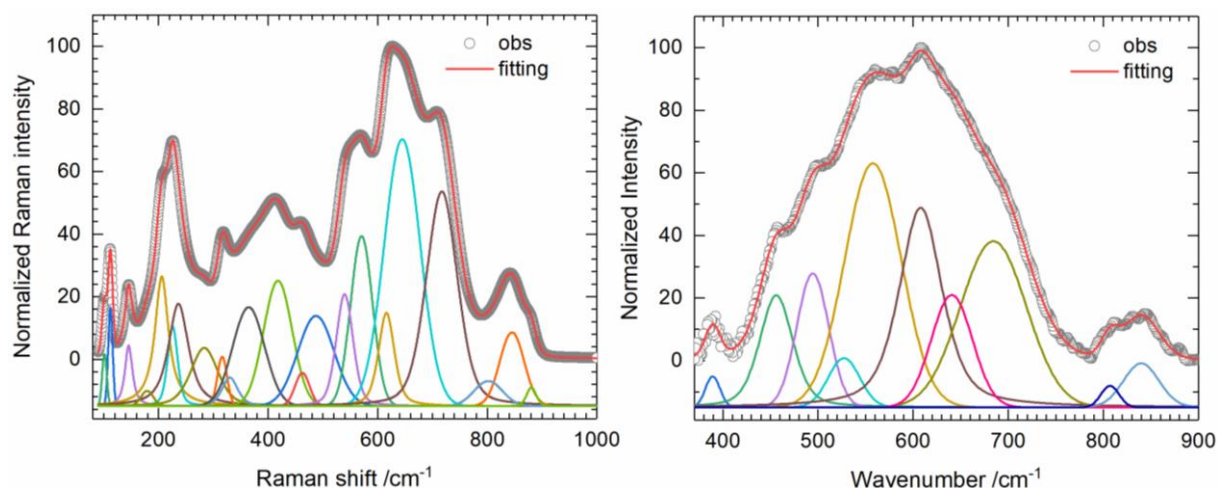 Normalized Raman intensity
100
80
60
40
20
0
obs
fitting
200 400 600 800 1000
Raman shift /cm-1
Normalized Intensity
100
80
60
40
20
0
obs
fitting
400 500 600 700 800 900
Wavenumber /cm-1